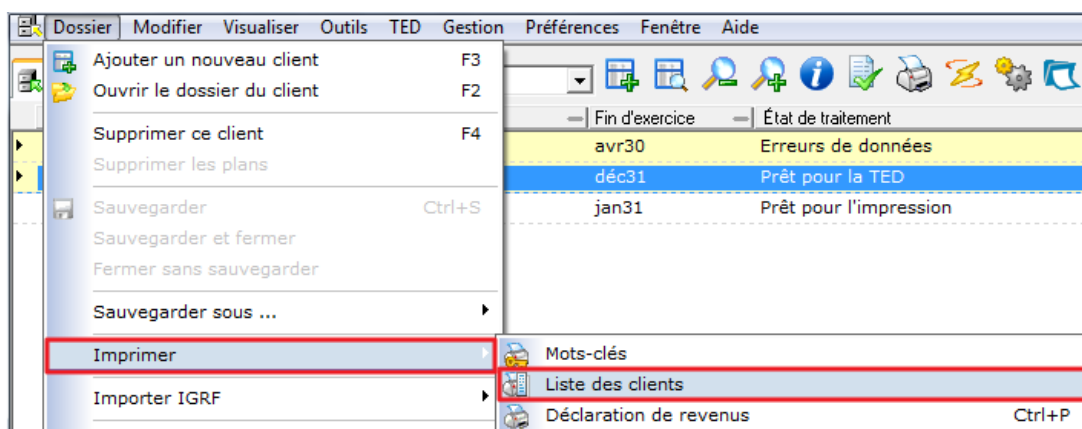 Dossier Modifier Visualiser Outils TED Gestion Préférences Fenêtre Aide
Ajouter un nouveau client F3
Ouvrir le dossier du client F2
Supprimer ce client F4
Supprimer les plans
Sauvegarder Ctrl+S
Sauvegarder et fermer
Fermer sans sauvegarder
Sauvegarder sous ...
Imprimer
Importer IGRF
Fin d'exercice État de traitement
avr30 Erreurs de données
déc31 Prêt pour la TED
jan31 Prêt pour l'impression
Mots-clés
Liste des clients
Déclaration de revenus Ctrl+P